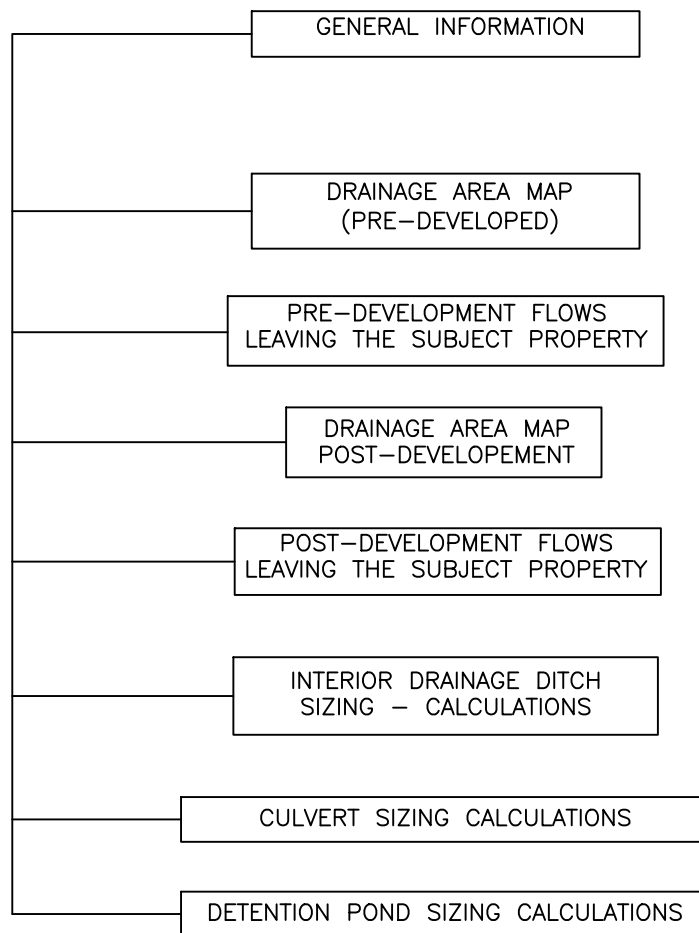 GENERAL INFORMATION
DRAINAGE AREA MAP
(PRE–DEVELOPED)
PRE–DEVELOPMENT FLOWS
LEAVING THE SUBJECT PROPERTY
DRAINAGE AREA MAP
POST–DEVELOPEMENT
POST–DEVELOPMENT FLOWS
LEAVING THE SUBJECT PROPERTY
INTERIOR DRAINAGE DITCH
SIZING – CALCULATIONS
CULVERT SIZING CALCULATIONS
DETENTION POND SIZING CALCULATIONS